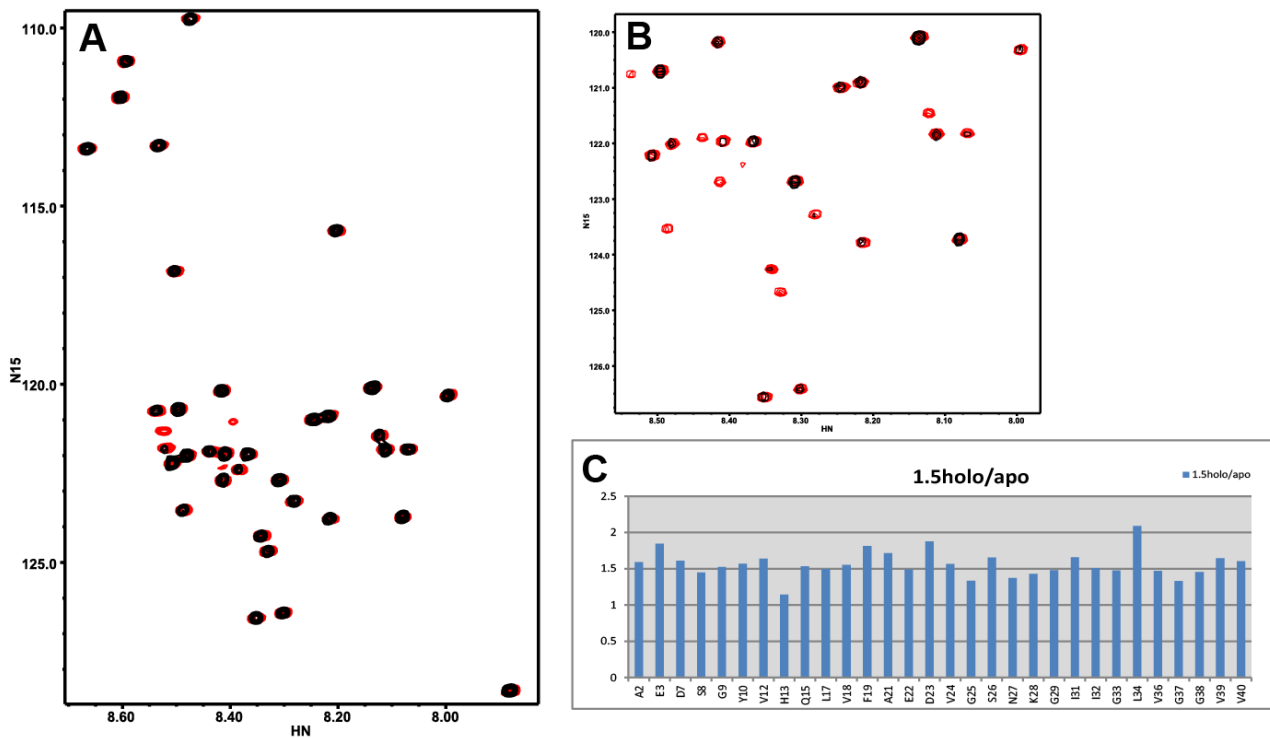 A
110.0
115.0
120.0
125.0
N15
8.60 8.40 8.20 8.00
HN
B
120.0
121.0
122.0
123.0
124.0
125.0
126.0
N15
8.50 8.40 8.30 8.20 8.10 8.00
HN
C
1.5holo/apo
1.5holo/apo
2.5
2
1.5
1
0.5
0
A2 E3 D7 S8 G9 Y10 V12 H13 Q15 L17 V18 F19 A21 E22 D23 V24 G25 S26 N27 K28 G29 I31 I32 G33 L34 V36 G37 G38 V39 V40